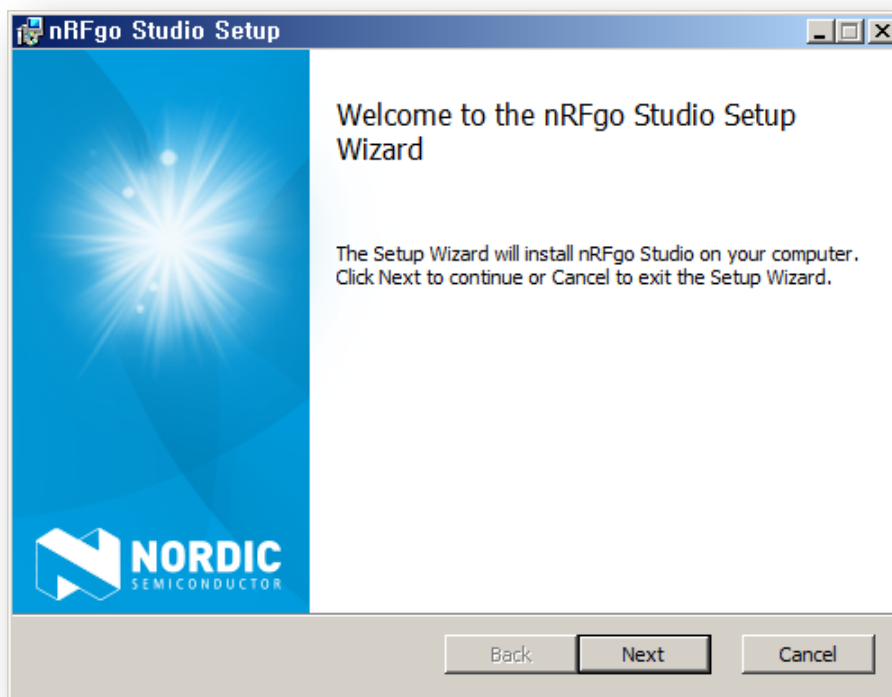 nRFgo Studio Setup
Welcome to the nRFgo Studio Setup
Wizard
The Setup Wizard will install nRFgo Studio on your computer.
Click Next to continue or Cancel to exit the Setup Wizard.
NORDIC
SEMICONDUCTOR
Back
Next
Cancel